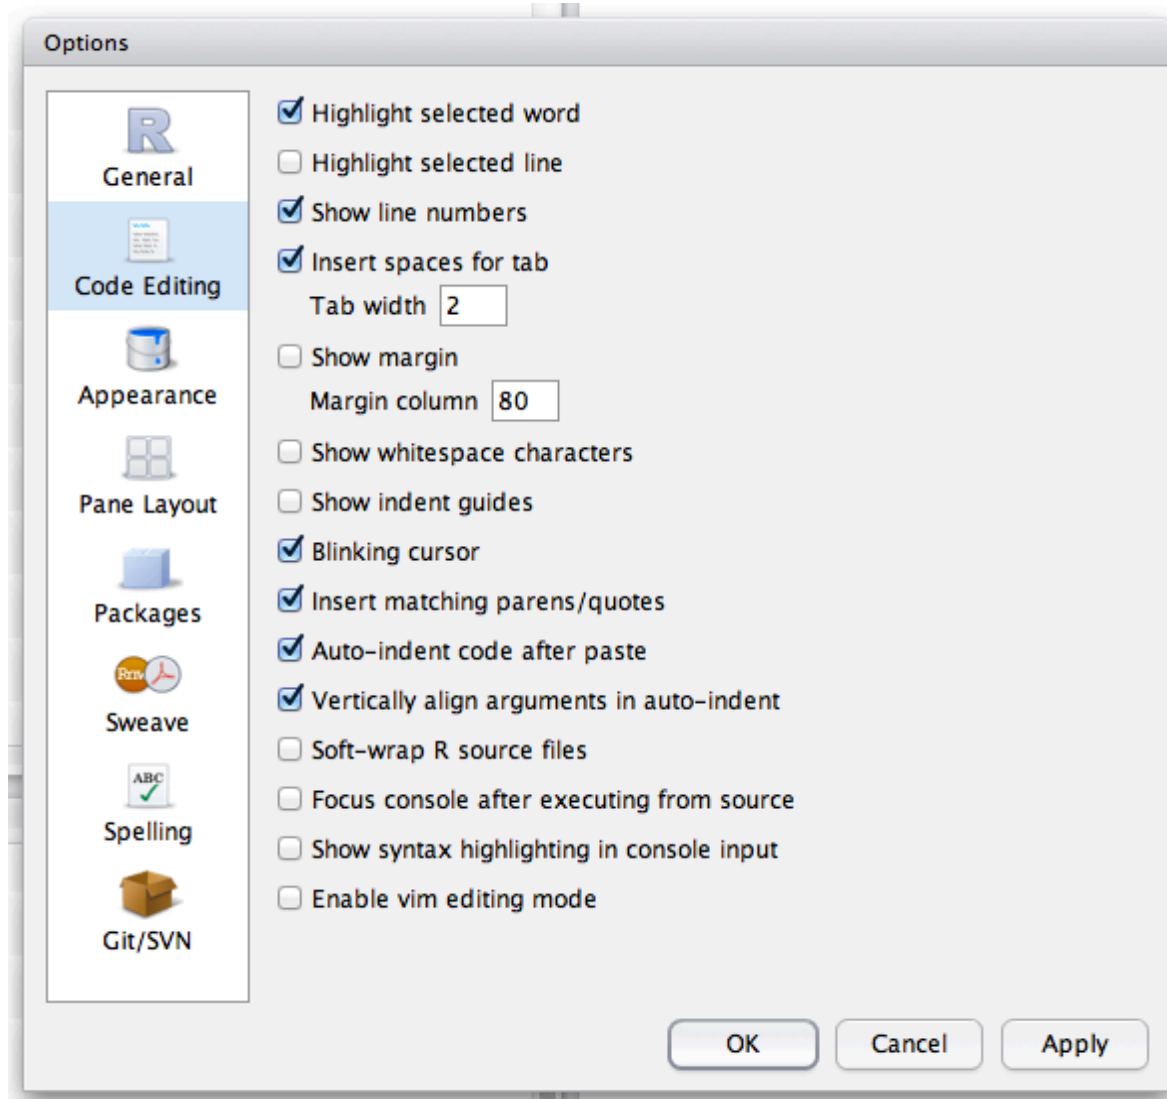 Options
R
General
Code Editing
Appearance
Pane Layout
Packages
Rnw
Sweave
ABC
Spelling
Git/SVN
Highlight selected word
Highlight selected line
Show line numbers
Insert spaces for tab
Tab width 2
Show margin
Margin column 80
Show whitespace characters
Show indent guides
Blinking cursor
Insert matching parens/quotes
Auto-indent code after paste
Vertically align arguments in auto-indent
Soft-wrap R source files
Focus console after executing from source
Show syntax highlighting in console input
Enable vim editing mode
OK Cancel Apply